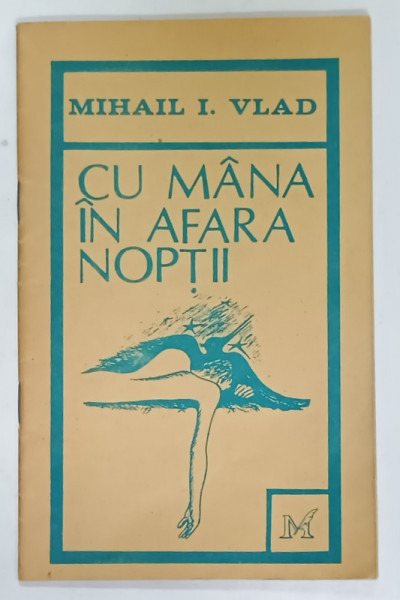 MIHAIL I. VLAD
CU MÂNA
ÎN AFARA
NOPȚII
M